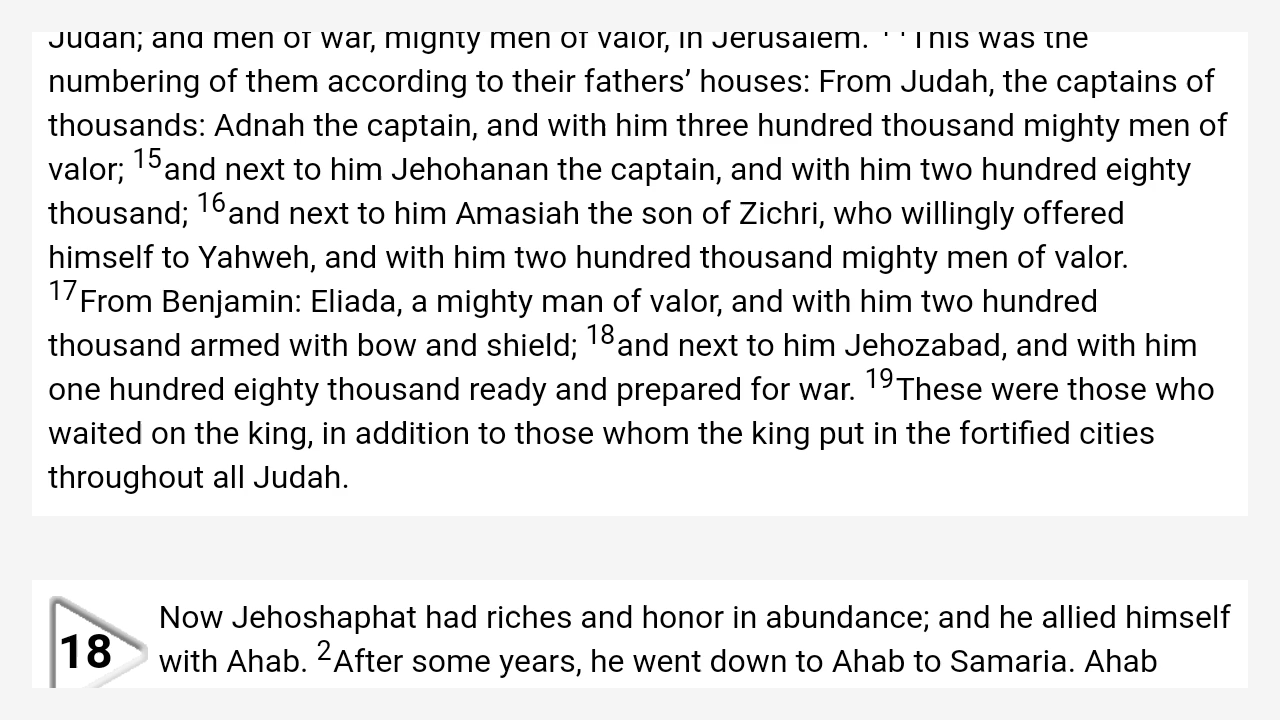 Judah; and men of war, mighty men of valor, in Jerusalem. 14This was the
numbering of them according to their fathers’ houses: From Judah, the captains of
thousands: Adnah the captain, and with him three hundred thousand mighty men of
valor; 15and next to him Jehohanan the captain, and with him two hundred eighty
thousand; 16and next to him Amasiah the son of Zichri, who willingly offered
himself to Yahweh, and with him two hundred thousand mighty men of valor.
17From Benjamin: Eliada, a mighty man of valor, and with him two hundred
thousand armed with bow and shield; 18and next to him Jehozabad, and with him
one hundred eighty thousand ready and prepared for war. 19These were those who
waited on the king, in addition to those whom the king put in the fortified cities
throughout all Judah.
Now Jehoshaphat had riches and honor in abundance; and he allied himself
18 with Ahab. 2After some years, he went down to Ahab to Samaria. Ahab